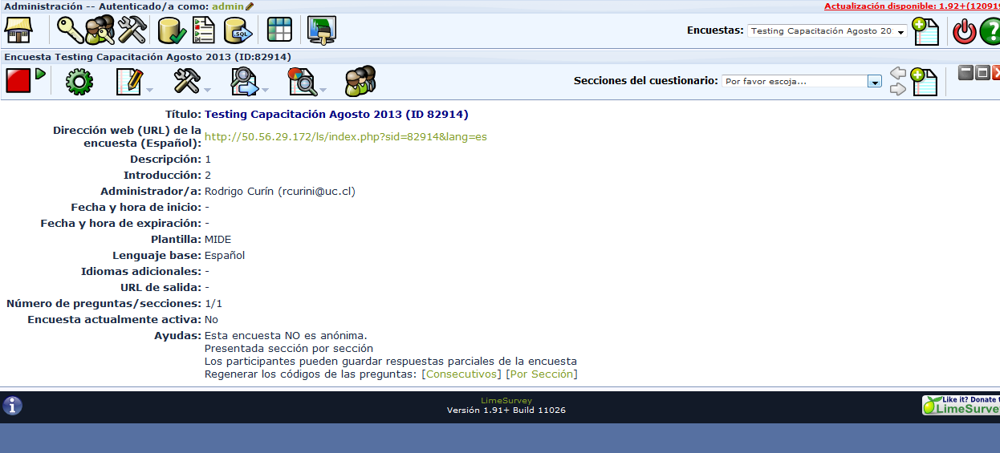 Administración -- Autenticado/a como: admin
Actualización disponible: 1.92+(12091
SQL
Encuestas: Testing Capacitación Agosto 20
Encuesta Testing Capacitación Agosto 2013 (ID:82914)
Secciones del cuestionario: Por favor escoja...
Título: Testing Capacitación Agosto 2013 (ID 82914)
Dirección web (URL) de la
encuesta (Español): http://50.56.29.172/ls/index.php?sid=82914&lang=es
Descripción: 1
Introducción: 2
Administrador/a: Rodrigo Curín (rcurini@uc.cl)
Fecha y hora de inicio: -
Fecha y hora de expiración: -
Plantilla: MIDE
Lenguaje base: Español
Idiomas adicionales: -
URL de salida: -
Número de preguntas/secciones: 1/1
Encuesta actualmente activa: No
Ayudas: Esta encuesta NO es anónima.
Presentada sección por sección
Los participantes pueden guardar respuestas parciales de la encuesta
Regenerar los códigos de las preguntas: [Consecutivos] [Por Sección]
LimeSurvey
Versión 1.91+ Build 11026
Like it? Donate t
LimeSurve